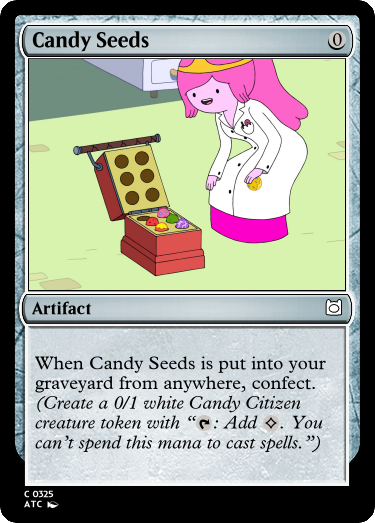 Candy Seeds 0
Artifact
When Candy Seeds is put into your
graveyard from anywhere, confect.
(Create a 0/1 white Candy Citizen
creature token with “: Add . You
can’t spend this mana to cast spells.”)
C 0325
ATC